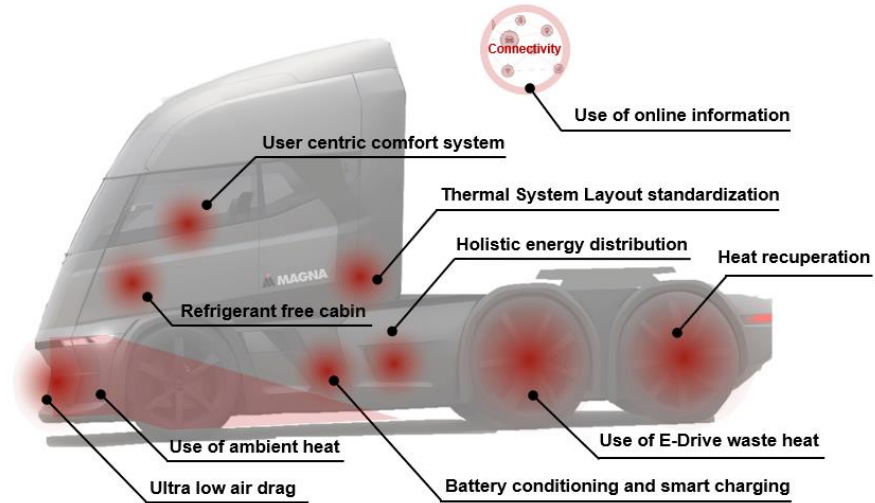 Connectivity
Use of online information
User centric comfort system
Thermal System Layout standardization
Holistic energy distribution
Heat recuperation
MAGNA
Refrigerant free cabin
Use of ambient heat
Use of E-Drive waste heat
Ultra low air drag
Battery conditioning and smart charging